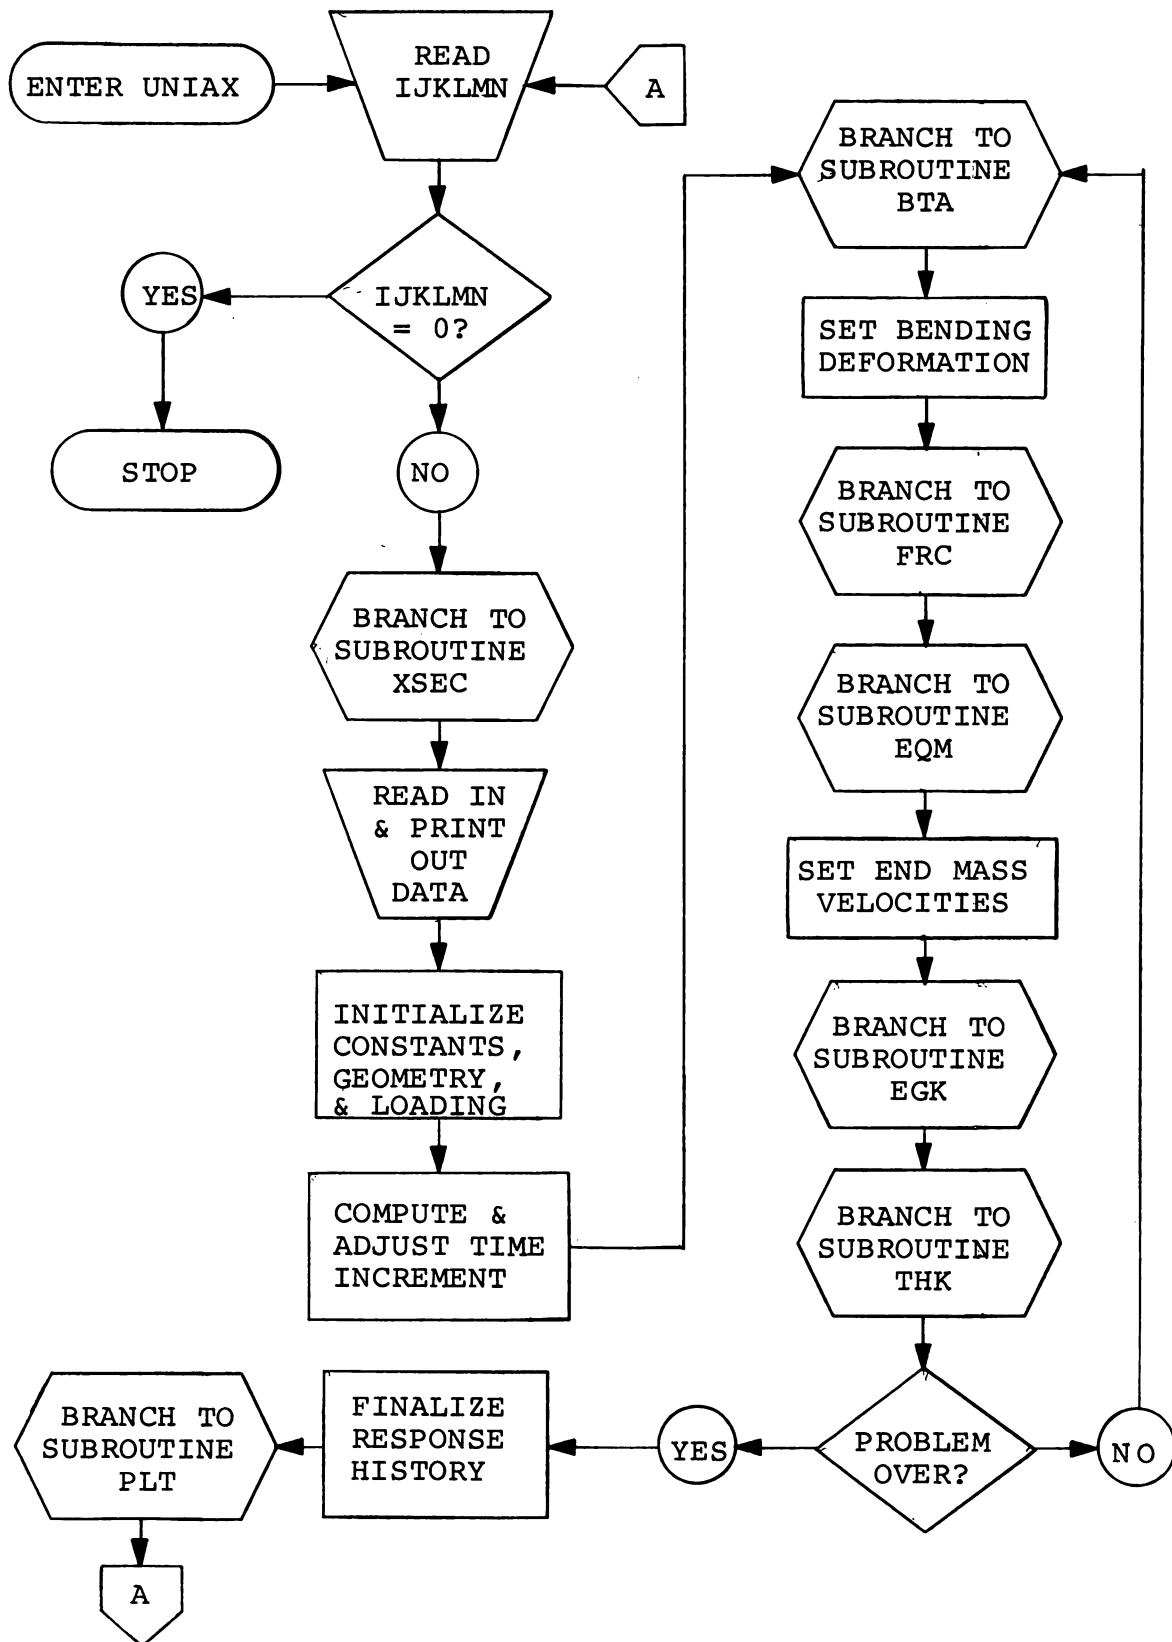 ENTER UNIAX
READ
IJKLMN
A
IJKLMN
= 0?
YES
STOP
NO
BRANCH TO
SUBROUTINE
XSEC
READ IN
& PRINT
OUT
DATA
INITIALIZE
CONSTANTS,
GEOMETRY,
& LOADING
COMPUTE &
ADJUST TIME
INCREMENT
BRANCH TO
SUBROUTINE
BTA
SET BENDING
DEFORMATION
BRANCH TO
SUBROUTINE
FRC
BRANCH TO
SUBROUTINE
EQM
SET END MASS
VELOCITIES
BRANCH TO
SUBROUTINE
EGK
BRANCH TO
SUBROUTINE
THK
PROBLEM
OVER?
NO
YES
FINALIZE
RESPONSE
HISTORY
BRANCH TO
SUBROUTINE
PLT
A